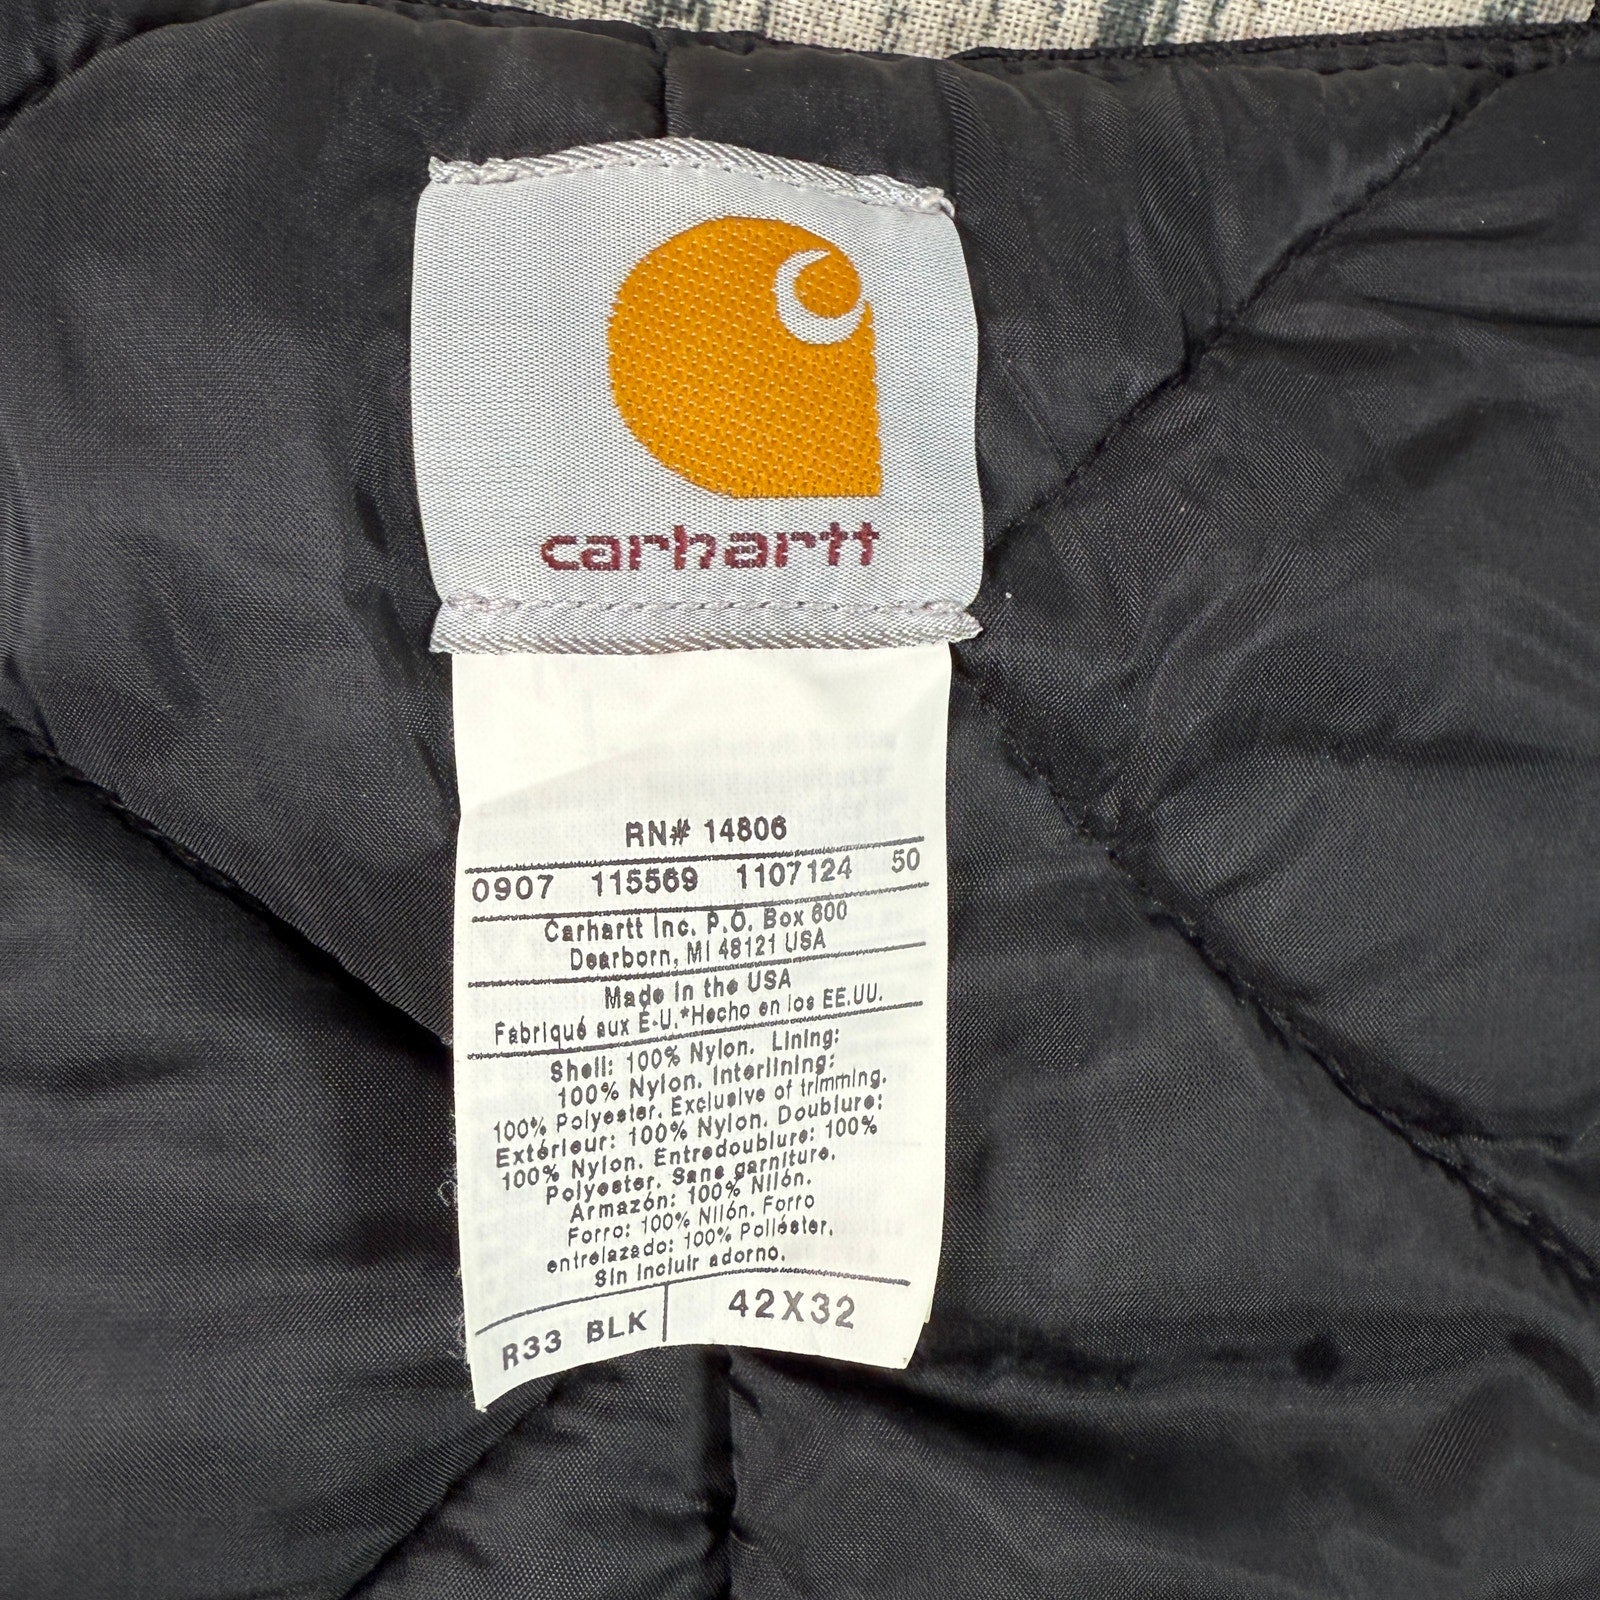 carhartt
RN# 14806
0907 115569 1107124 50
Carhartt Inc. P.O. Box 600
Dearborn, MI 48121 USA
Made in the USA
Fabriqué aux É-U.*Hecho en los EE.UU.
Shell: 100% Nylon. Lining:
100% Nylon. Interlining:
100% Polyester. Exclusive of trimming.
Extérieur: 100% Nylon. Doublure:
100% Nylon. Entredoublure: 100%
Polyester. Sans garniture.
Armazón: 100% Nilón.
Forro: 100% Nilón. Forro
entrelazado: 100% Poliéster.
Sin incluir adorno.
R33 BLK 42X32